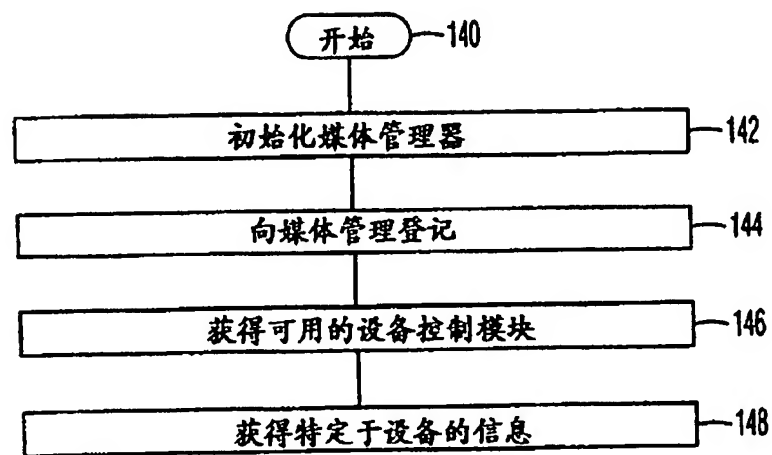 开始 140
初始化媒体管理器 142
向媒体管理登记 144
获得可用的设备控制模块 146
获得特定于设备的信息 148